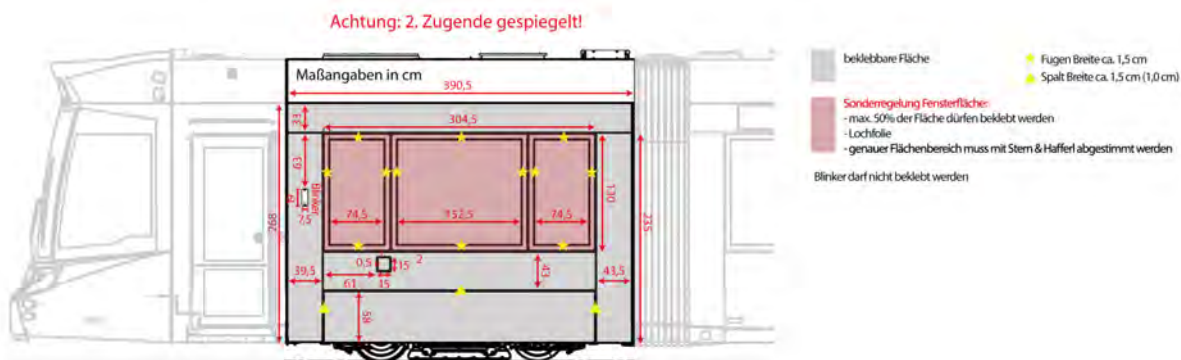 Achtung: 2. Zugende gespiegelt!
Maßangaben in cm
390,5
33
304,5
63
Blinker
7,5
74,5
152,5
74,5
130
268
235
39,5
0,5
15
2
61
15
43
43,5
58
beklebbare Fläche
Sonderregelung Fensterfläche:
- max. 50% der Fläche dürfen beklebt werden
- Lochfolie
- genauer Flächenbereich muss mit Stern & Hafferl abgestimmt werden
Blinker darf nicht beklebt werden
Fugen Breite ca. 1,5 cm
Spalt Breite ca. 1,5 cm (1,0 cm)